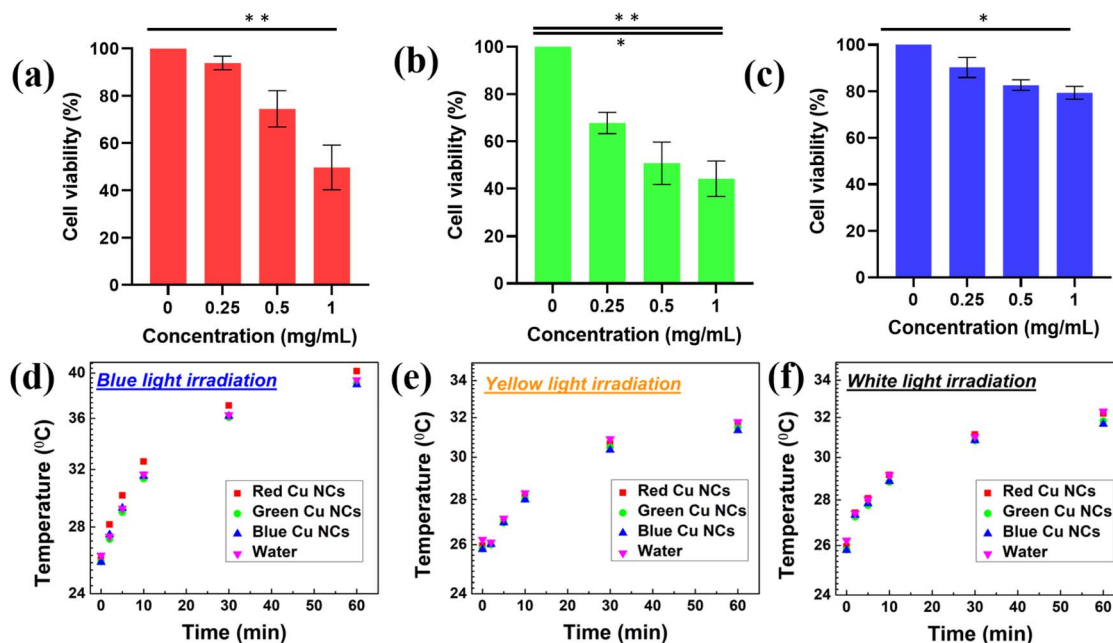 (a)
* *
Cell viability (%)
100
80
60
40
20
0
0 0.25 0.5 1
Concentration (mg/mL)
(b)
* *
*
Cell viability (%)
100
80
60
40
20
0
0 0.25 0.5 1
Concentration (mg/mL)
(c)
*
Cell viability (%)
100
80
60
40
20
0
0 0.25 0.5 1
Concentration (mg/mL)
(d)
Blue light irradiation
Temperature (⁰C)
40
36
32
28
24
Red Cu NCs
Green Cu NCs
Blue Cu NCs
Water
0 10 20 30 40 50 60
Time (min)
(e)
Yellow light irradiation
Temperature (⁰C)
34
32
30
28
26
24
Red Cu NCs
Green Cu NCs
Blue Cu NCs
Water
0 10 20 30 40 50 60
Time (min)
(f)
White light irradiation
Temperature (⁰C)
34
32
30
28
26
24
Red Cu NCs
Green Cu NCs
Blue Cu NCs
Water
0 10 20 30 40 50 60
Time (min)